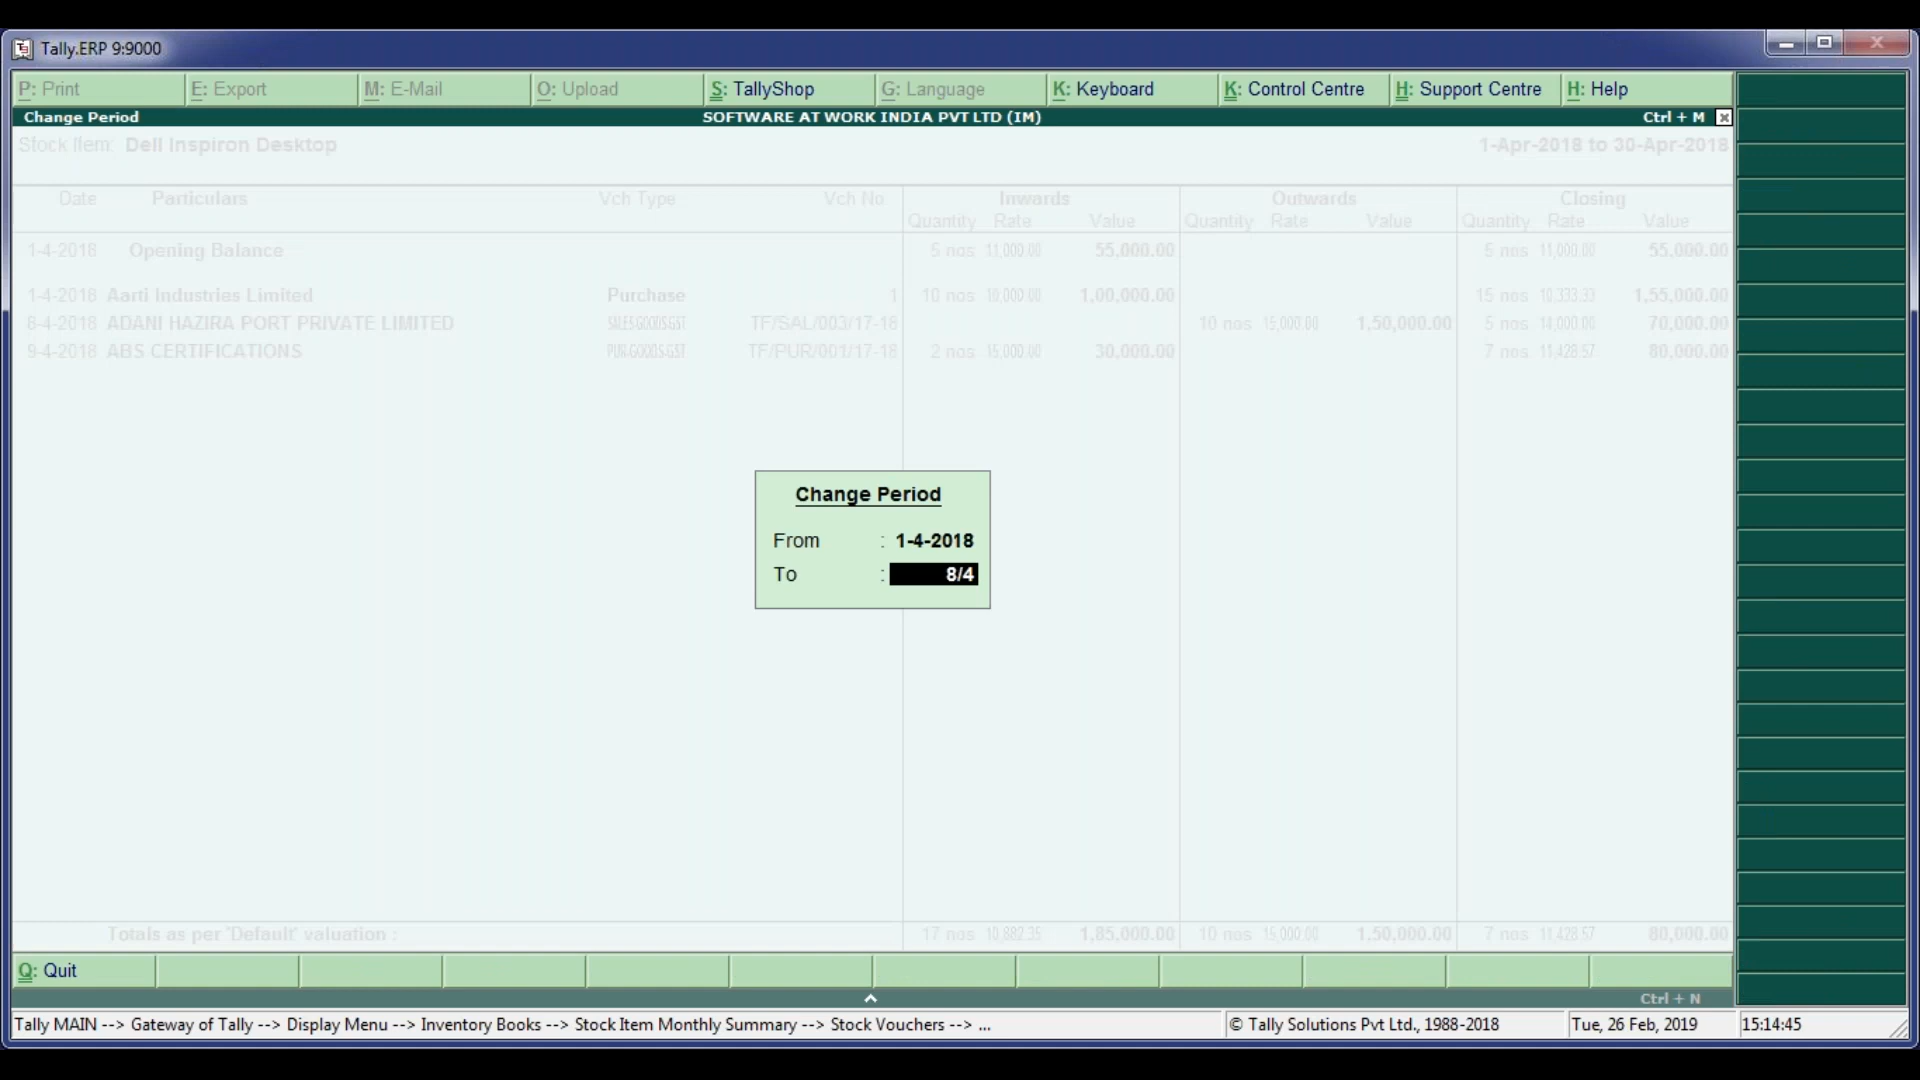 Tally.ERP 9:9000
P: Print E: Export M: E-Mail O: Upload S: TallyShop G: Language K: Keyboard K: Control Centre H: Support Centre H: Help
Change Period SOFTWARE AT WORK INDIA PVT LTD (IM) Ctrl + M
Stock Item: Dell Inspiron Desktop 1-Apr-2018 to 30-Apr-2018
Date Particulars Vch Type Vch No. Inwards Outwards Closing
Quantity Rate Value Quantity Rate Value Quantity Rate Value
1-4-2018 Opening Balance 5 nos 11,000.00 55,000.00 5 nos 11,000.00 55,000.00
1-4-2018 Aarti Industries Limited Purchase 1 10 nos 10,000.00 1,00,000.00 15 nos 10,333.33 1,55,000.00
8-4-2018 ADANI HAZIRA PORT PRIVATE LIMITED SALES GOODS GST TF/SAL/003/17-18 10 nos 15,000.00 1,50,000.00 5 nos 14,000.00 70,000.00
9-4-2018 ABS CERTIFICATIONS PUR GOODS GST TF/PUR/001/17-18 2 nos 15,000.00 30,000.00 7 nos 11,428.57 80,000.00
Change Period
From : 1-4-2018
To : 8/4
Totals as per 'Default' valuation : 17 nos 10,882.35 1,85,000.00 10 nos 15,000.00 1,50,000.00 7 nos 11,428.57 80,000.00
Q: Quit
Ctrl + N
Tally MAIN --> Gateway of Tally --> Display Menu --> Inventory Books --> Stock Item Monthly Summary --> Stock Vouchers --> ... © Tally Solutions Pvt Ltd., 1988-2018 Tue, 26 Feb, 2019 15:14:45